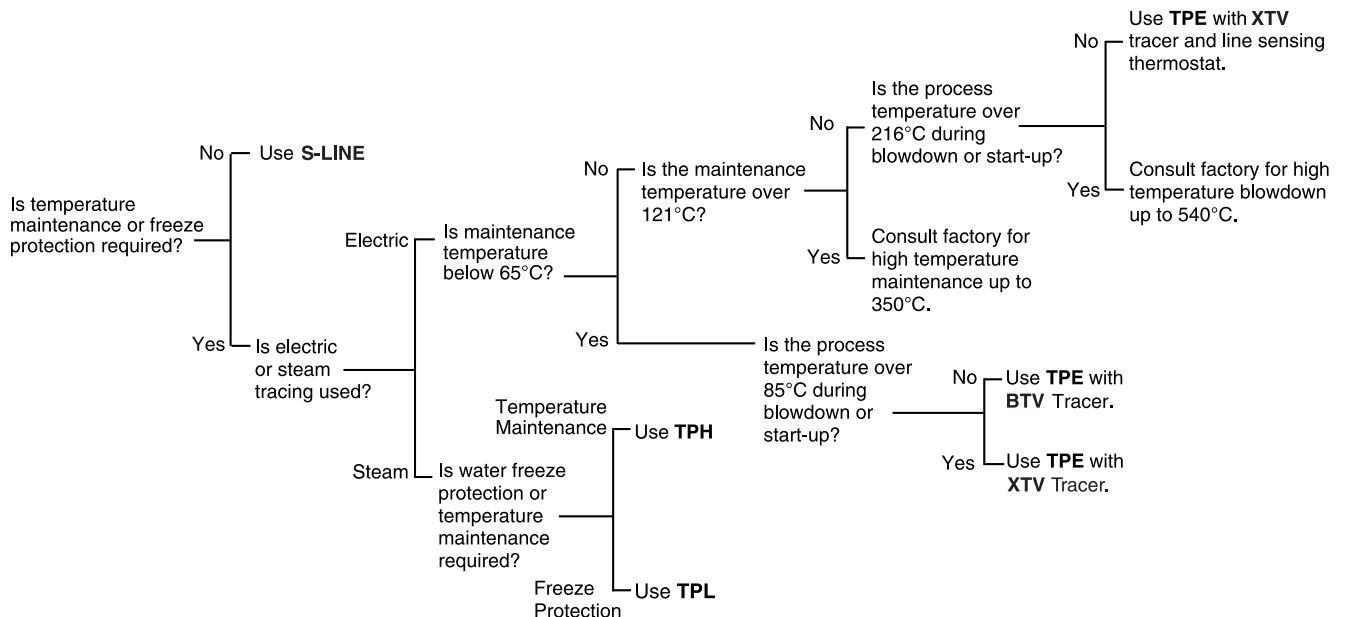 Is temperature
maintenance or freeze
protection required?
No
Use S-LINE
Yes
Is electric
or steam
tracing used?
Electric
Is maintenance
temperature
below 65°C?
No
Is the maintenance
temperature over
121°C?
No
Is the process
temperature over
216°C during
blowdown or start-up?
No
Use TPE with XTV
tracer and line sensing
thermostat.
Yes
Consult factory for high
temperature blowdown
up to 540°C.
Yes
Consult factory for
high temperature
maintenance up to
350°C.
Yes
Is the process
temperature over
85°C during
blowdown or
start-up?
No
Use TPE with
BTV Tracer.
Yes
Use TPE with
XTV Tracer.
Steam
Is water freeze
protection or
temperature
maintenance
required?
Temperature
Maintenance
Use TPH
Freeze
Protection
Use TPL